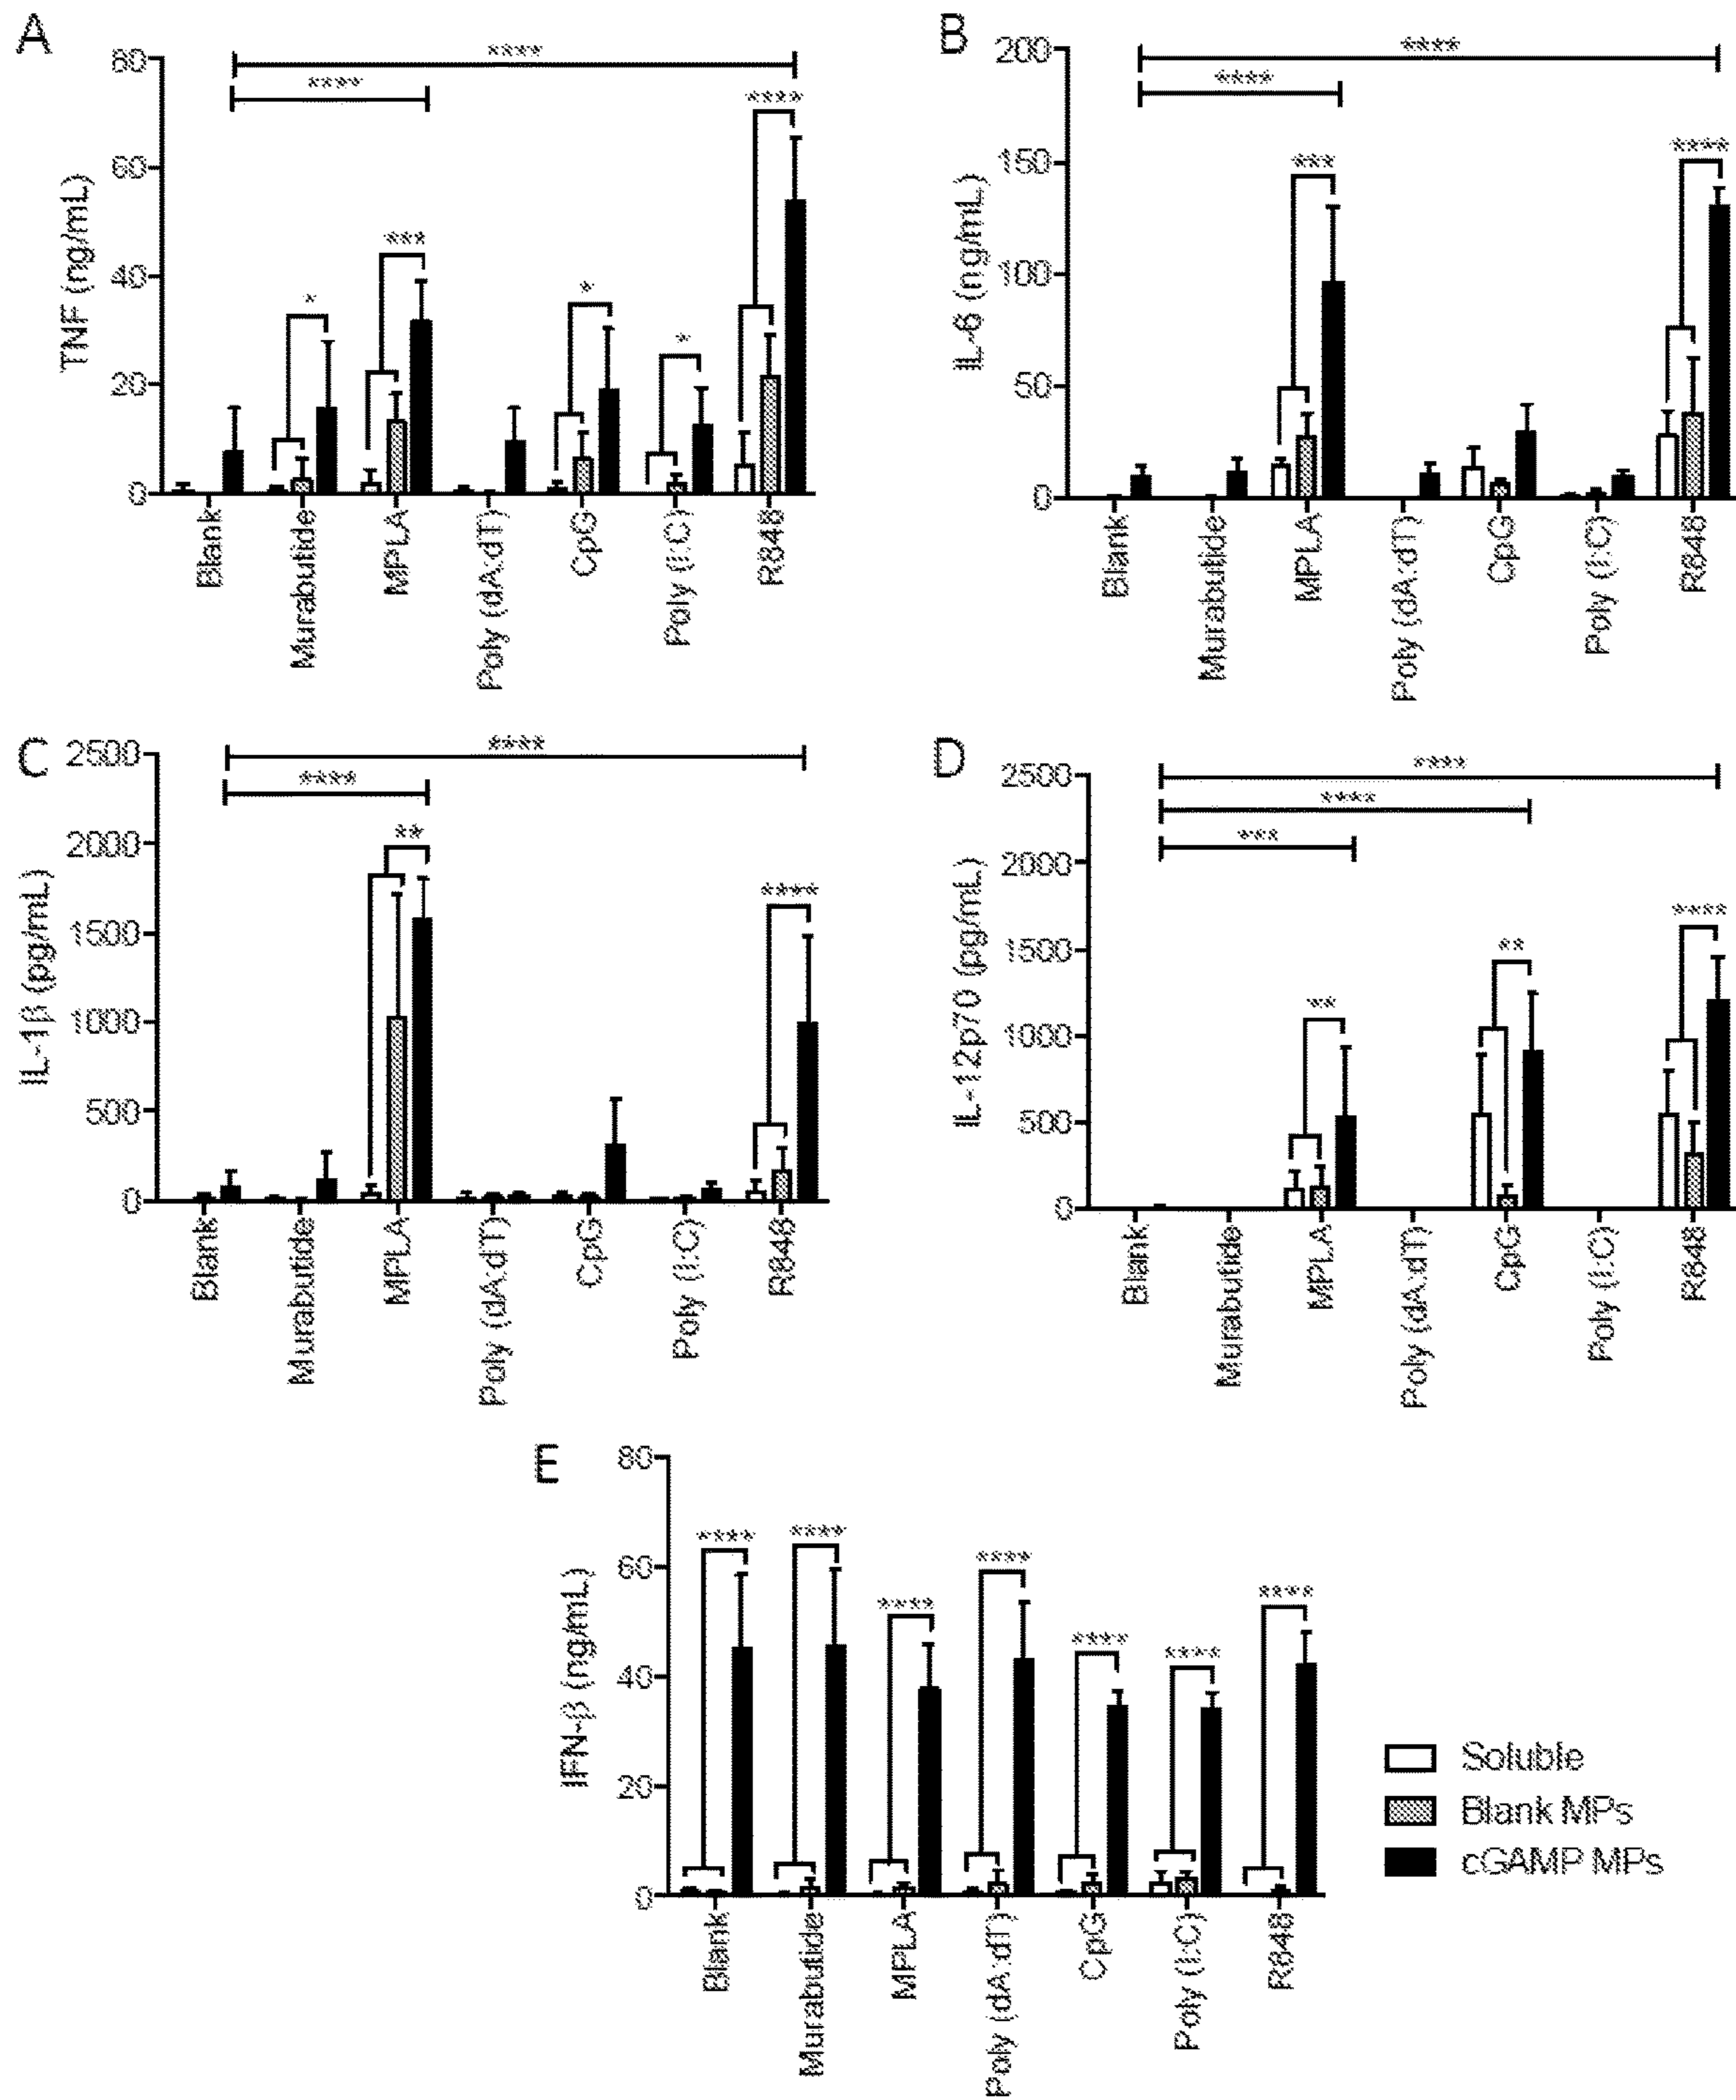 A
TNF (ng/mL)
80
60
40
20
0
****
****
*
***
*
*
****
Blank
Murabutide
MPLA
Poly (dA:dT)
CpG
Poly (I:C)
R848
B
IL-6 (ng/mL)
200
150
100
50
0
****
****
***
****
Blank
Murabutide
MPLA
Poly (dA:dT)
CpG
Poly (I:C)
R848
C
IL-1β (pg/mL)
2500
2000
1500
1000
500
0
****
****
**
****
Blank
Murabutide
MPLA
Poly (dA:dT)
CpG
Poly (I:C)
R848
D
IL-12p70 (pg/mL)
2500
2000
1500
1000
500
0
****
****
***
**
**
****
Blank
Murabutide
MPLA
Poly (dA:dT)
CpG
Poly (I:C)
R848
E
IFN-β (ng/mL)
80
60
40
20
0
****
****
****
****
****
****
****
Blank
Murabutide
MPLA
Poly (dA:dT)
CpG
Poly (I:C)
R848
Soluble
Blank MPs
cGAMP MPs